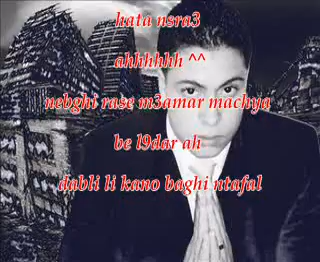 hata nsra3
ahhhhhh ^^
nebghi rase m3amar machya
be l9dar ah
dabli li kano baghi ntafal